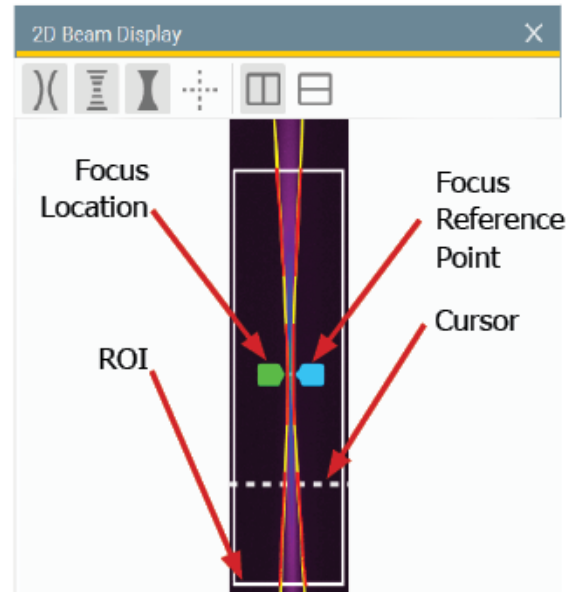 2D Beam Display
Focus
Location
Focus
Reference
Point
Cursor
ROI